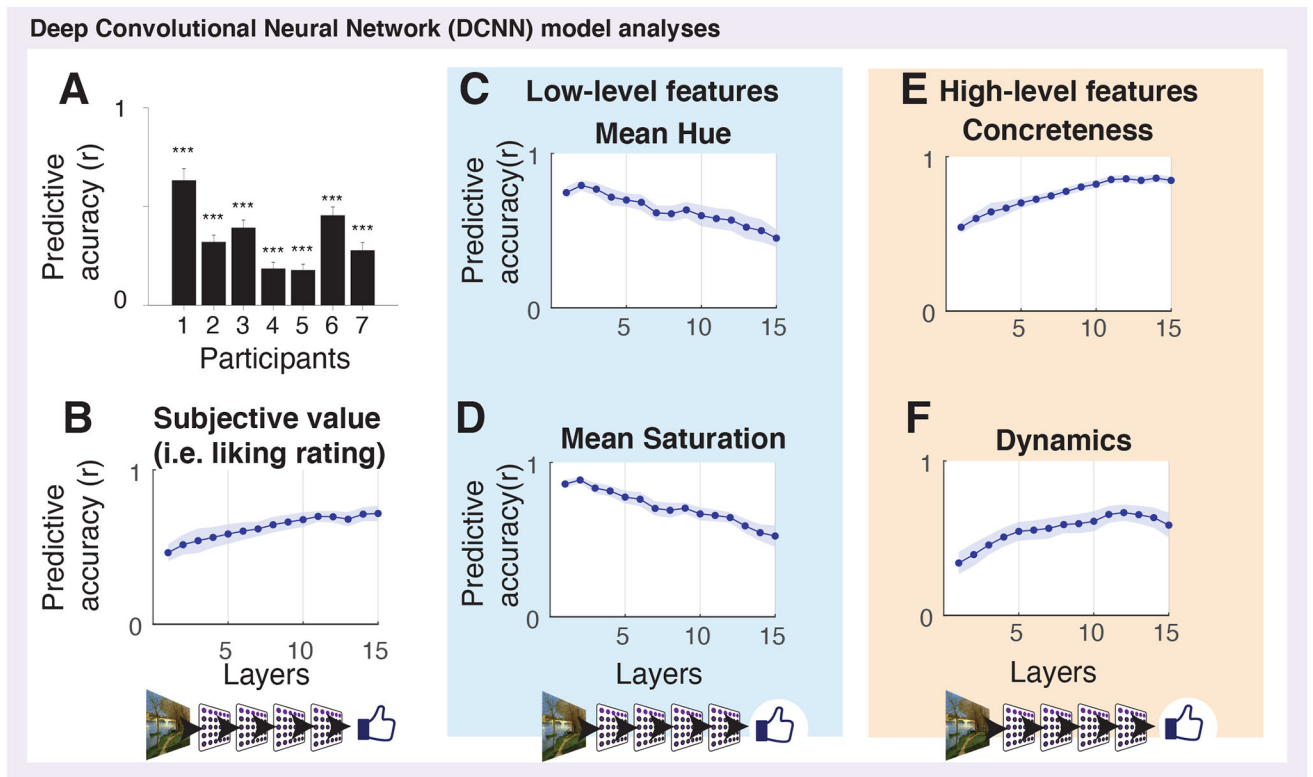 Deep Convolutional Neural Network (DCNN) model analyses
A
1
0
Predictive
acuracy (r)
***
***
***
***
***
***
***
1 2 3 4 5 6 7
Participants
B
Subjective value
(i.e. liking rating)
Predictive
accuracy (r)
1
0
5 10 15
Layers
C
Low-level features
Mean Hue
Predictive
accuracy(r)
1
0
5 10 15
D
Mean Saturation
Predictive
accuracy(r)
1
0
5 10 15
Layers
E
High-level features
Concreteness
1
0
5 10 15
F
Dynamics
1
0
5 10 15
Layers